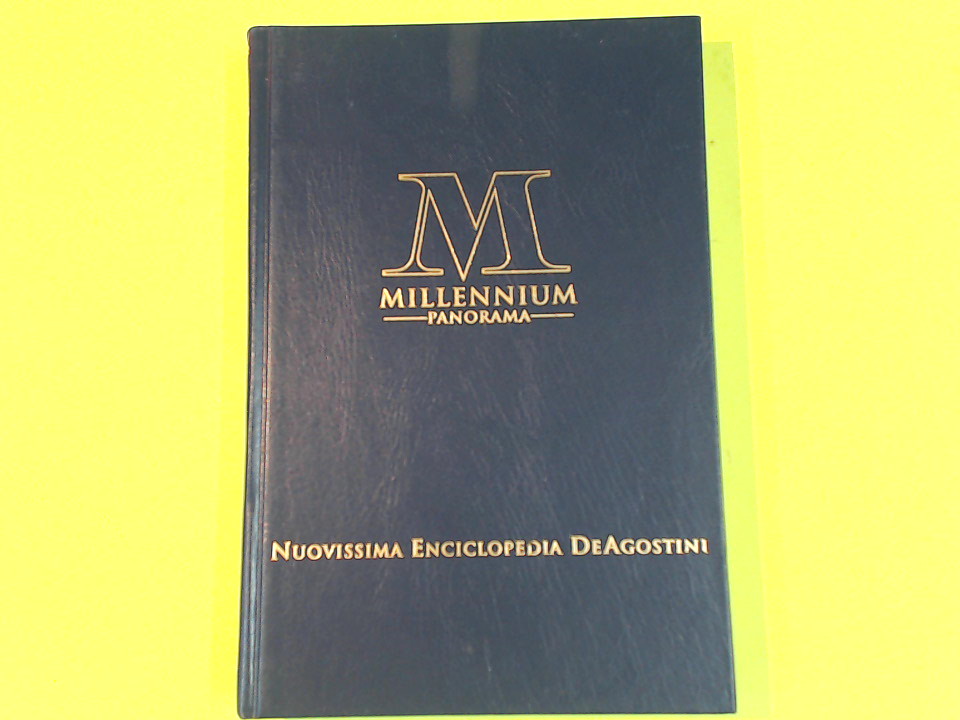 M
MILLENNIUM
PANORAMA
NUOVISSIMA ENCICLOPEDIA DEAGOSTINI